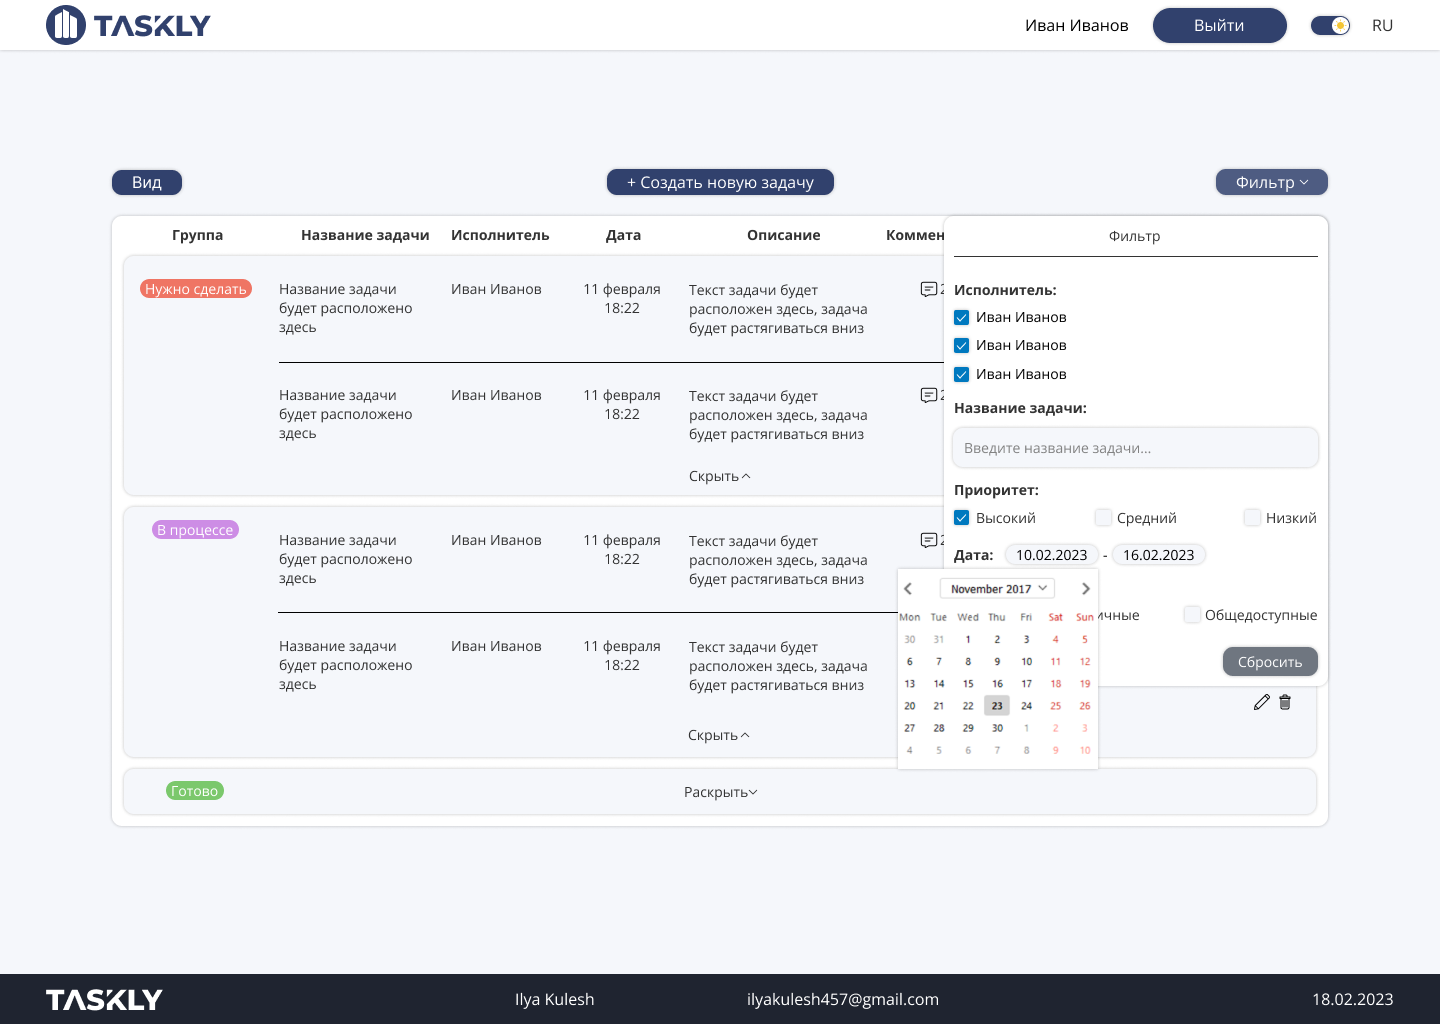 TASKLY
Иван Иванов
Выйти
RU
Вид
+ Создать новую задачу
Фильтр
Группа
Название задачи
Исполнитель
Дата
Описание
Коммен
Нужно сделать
Название задачи
будет расположено
здесь
Иван Иванов
11 февраля
18:22
Текст задачи будет
расположен здесь, задача
будет растягиваться вниз
2
Название задачи
будет расположено
здесь
Иван Иванов
11 февраля
18:22
Текст задачи будет
расположен здесь, задача
будет растягиваться вниз
2
Скрыть
В процессе
Название задачи
будет расположено
здесь
Иван Иванов
11 февраля
18:22
Текст задачи будет
расположен здесь, задача
будет растягиваться вниз
2
Название задачи
будет расположено
здесь
Иван Иванов
11 февраля
18:22
Текст задачи будет
расположен здесь, задача
будет растягиваться вниз
Скрыть
Готово
Раскрыть
Фильтр
Исполнитель:
Иван Иванов
Иван Иванов
Иван Иванов
Название задачи:
Введите название задачи...
Приоритет:
Высокий
Средний
Низкий
Дата: 10.02.2023 - 16.02.2023
ичные
Общедоступные
Сбросить
November 2017
Mon Tue Wed Thu Fri Sat Sun
30 31 1 2 3 4 5
6 7 8 9 10 11 12
13 14 15 16 17 18 19
20 21 22 23 24 25 26
27 28 29 30 1 2 3
4 5 6 7 8 9 10
TASKLY
Ilya Kulesh
ilyakulesh457@gmail.com
18.02.2023